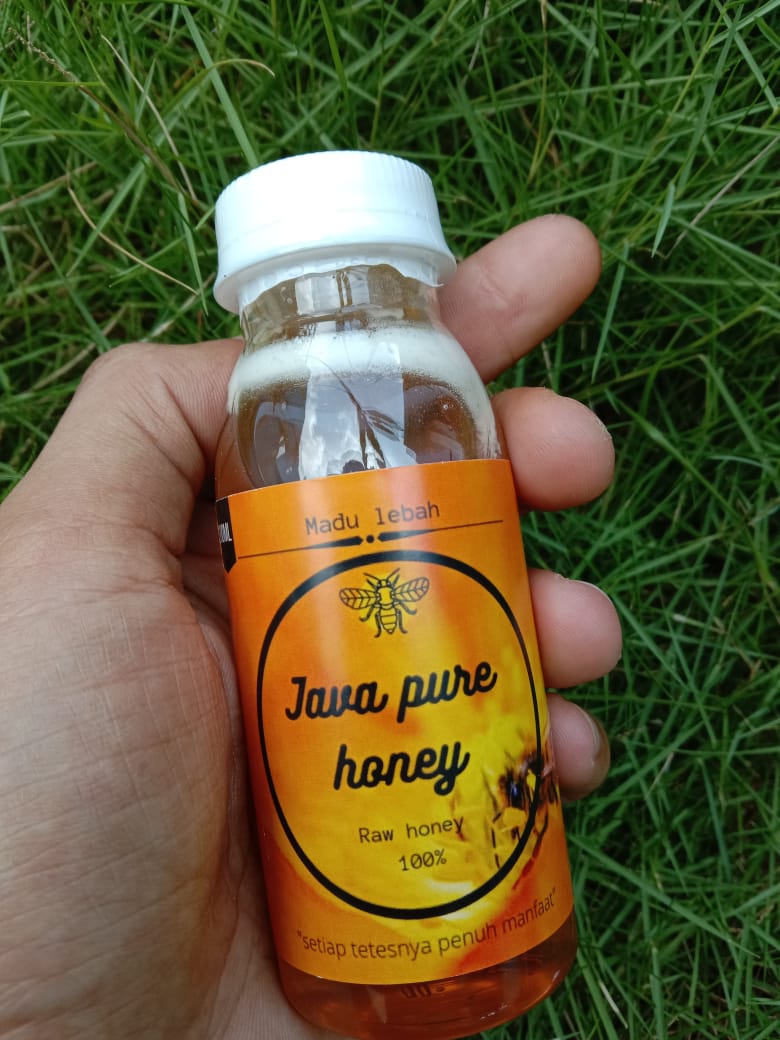 Madu lebah
Java pure
honey
Raw honey
100%
"setiap tetesnya penuh manfaat"